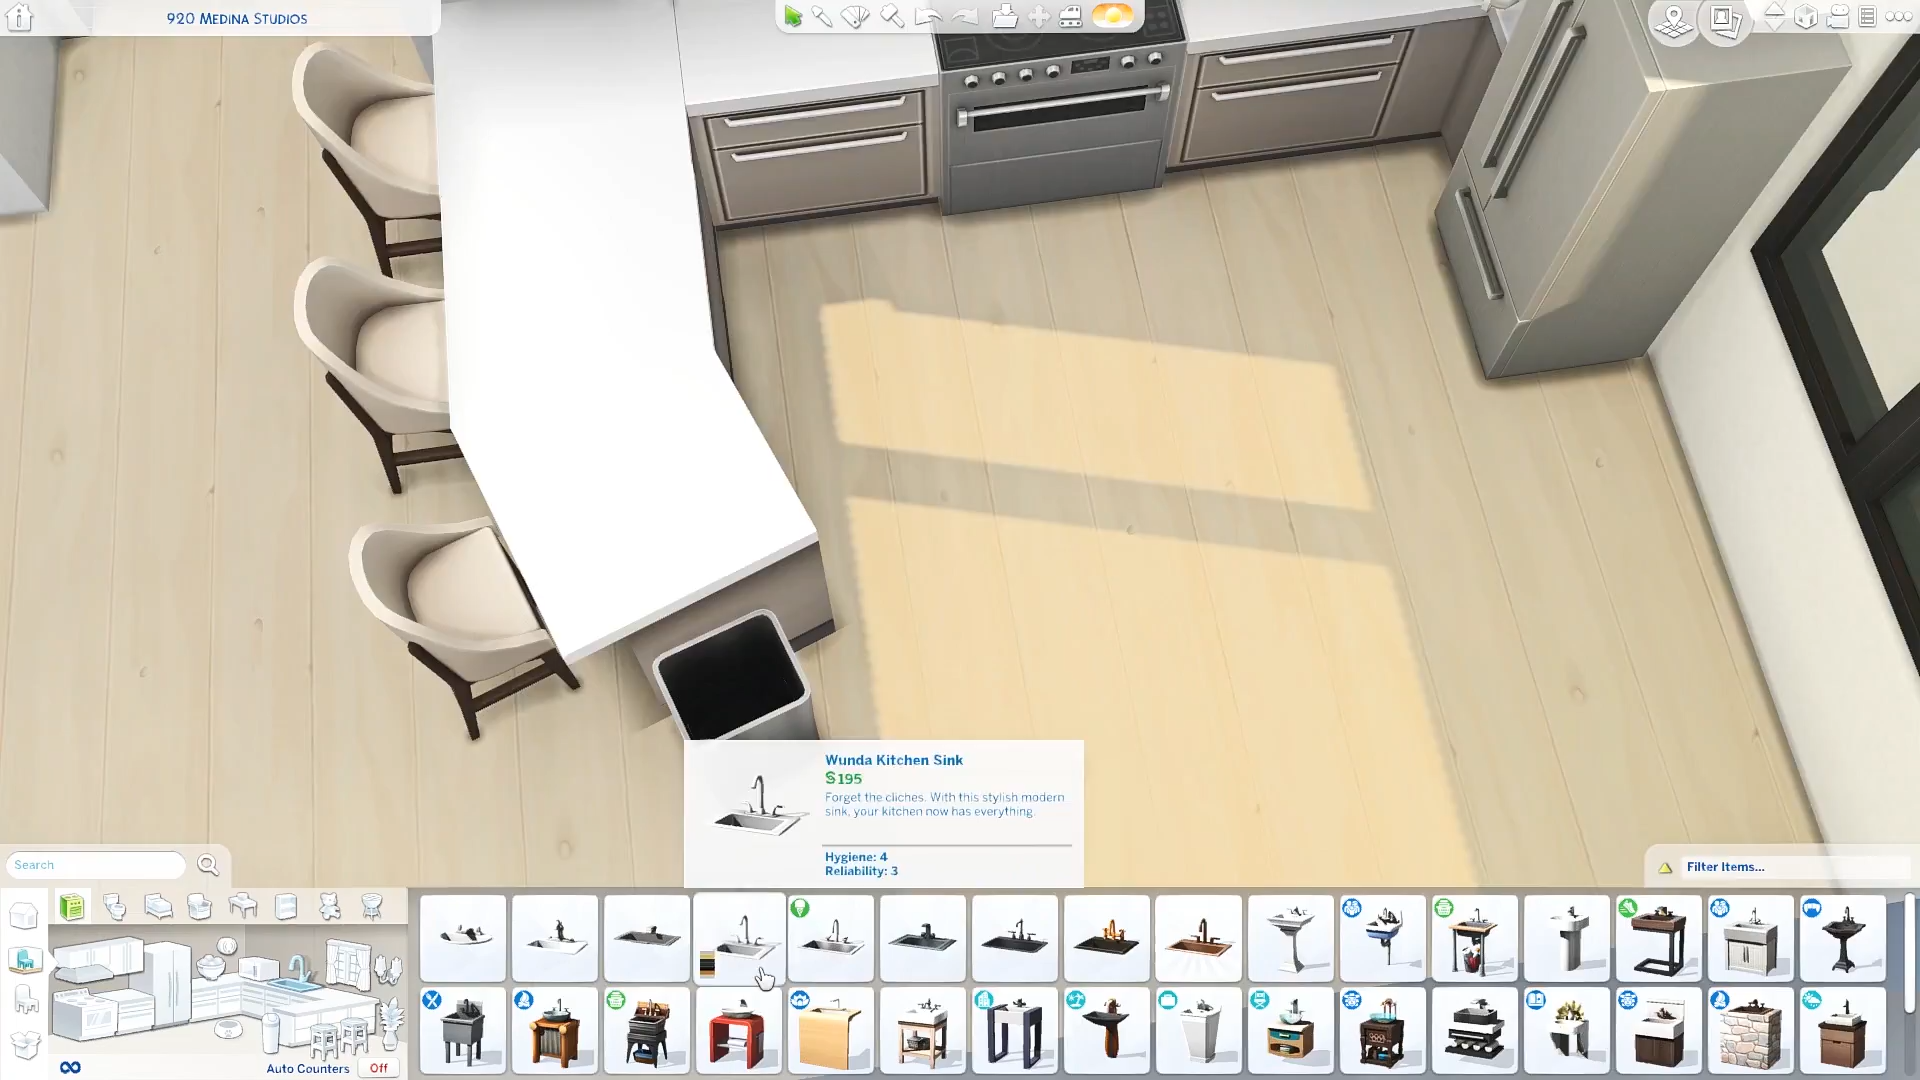 920 Medina Studios
Wunda Kitchen Sink
§195
Forget the cliches. With this stylish modern
sink, your kitchen now has everything
Hygiene: 4
Reliability: 3
Search
Filter Items...
Auto Counters
Off